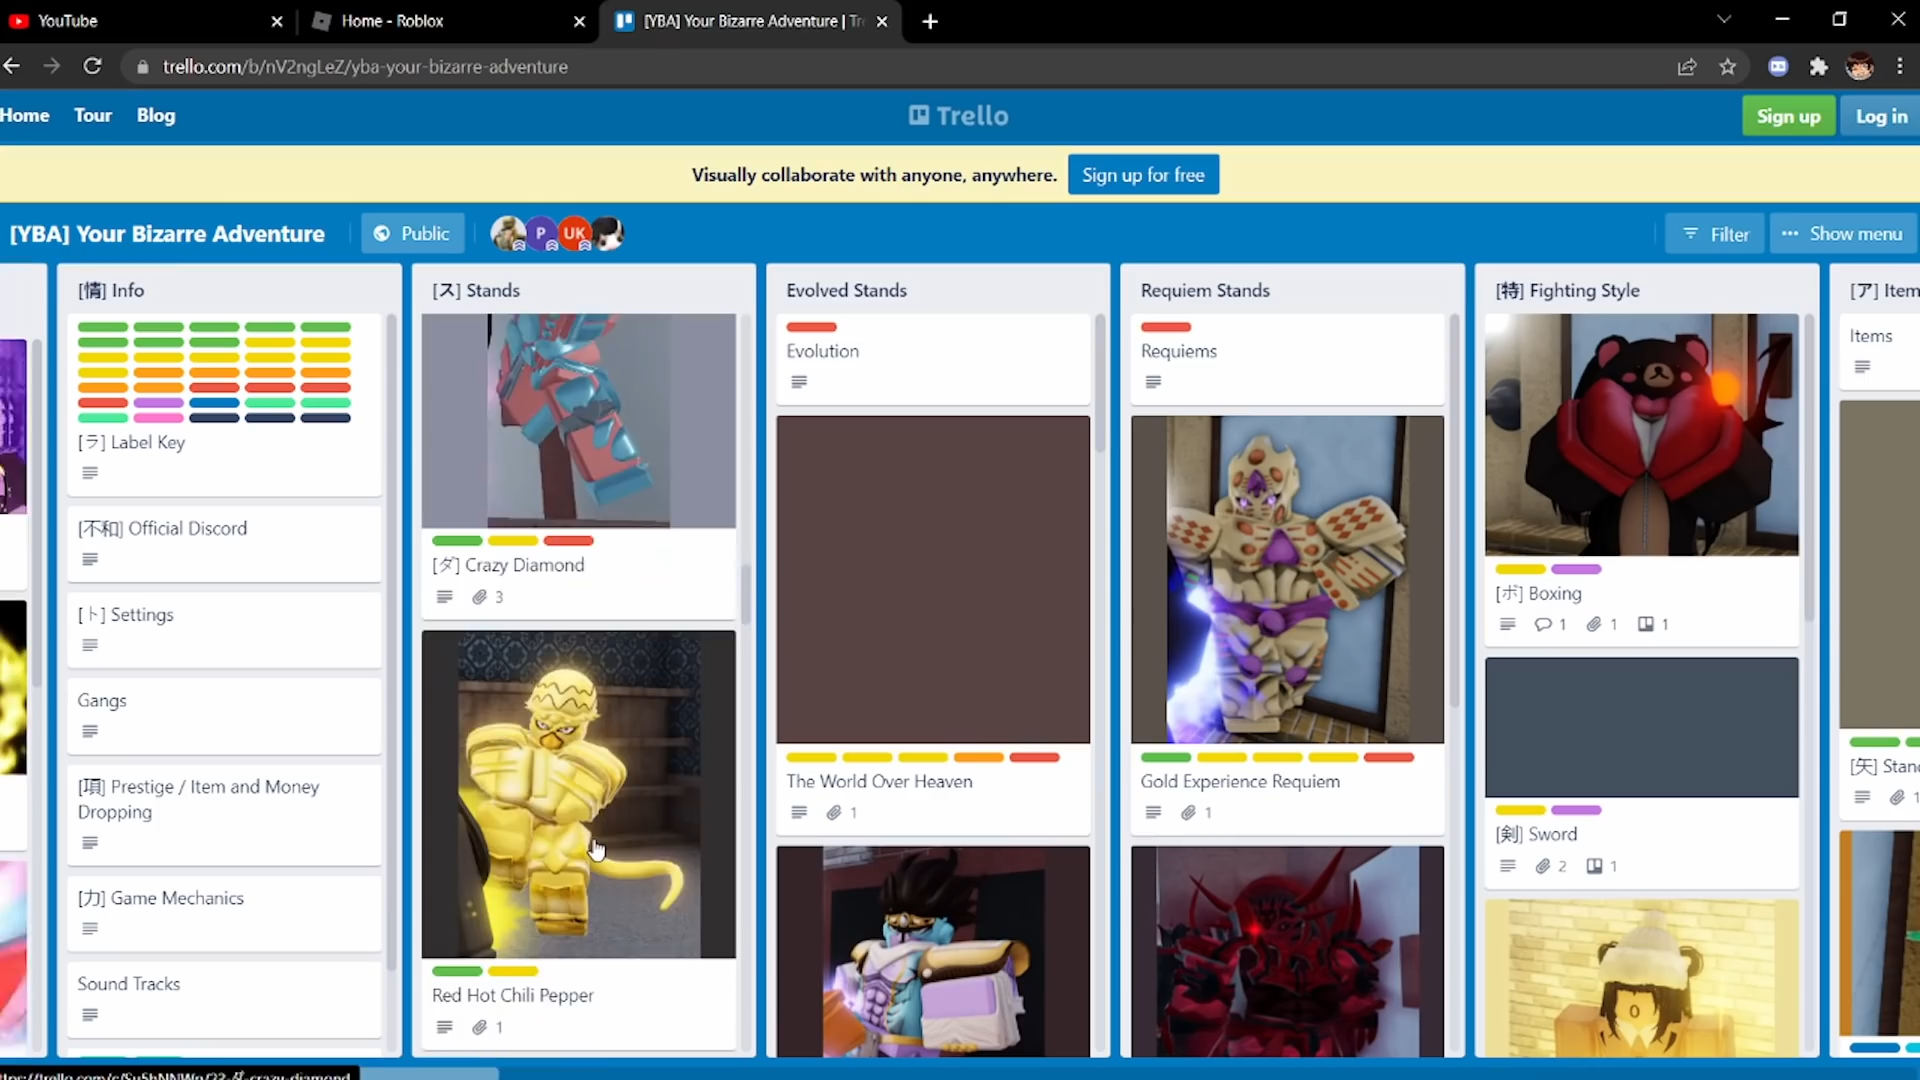 YouTube
Home - Roblox
[YBA] Your Bizarre Adventure | Tr
trello.com/b/nV2ngLeZ/yba-your-bizarre-adventure
Home
Tour
Blog
Trello
Sign up
Log in
Visually collaborate with anyone, anywhere.
Sign up for free
[YBA] Your Bizarre Adventure
Public
P
UK
Filter
Show menu
[情] Info
[ラ] Label Key
[不和] Official Discord
[ト] Settings
Gangs
[項] Prestige / Item and Money
Dropping
[力] Game Mechanics
Sound Tracks
[ス] Stands
[ダ] Crazy Diamond
3
Red Hot Chili Pepper
1
Evolved Stands
Evolution
The World Over Heaven
1
Requiem Stands
Requiems
Gold Experience Requiem
1
[特] Fighting Style
[ボ] Boxing
1
1
1
[剣] Sword
2
1
[ア] Item
Items
[矢] Stan
1